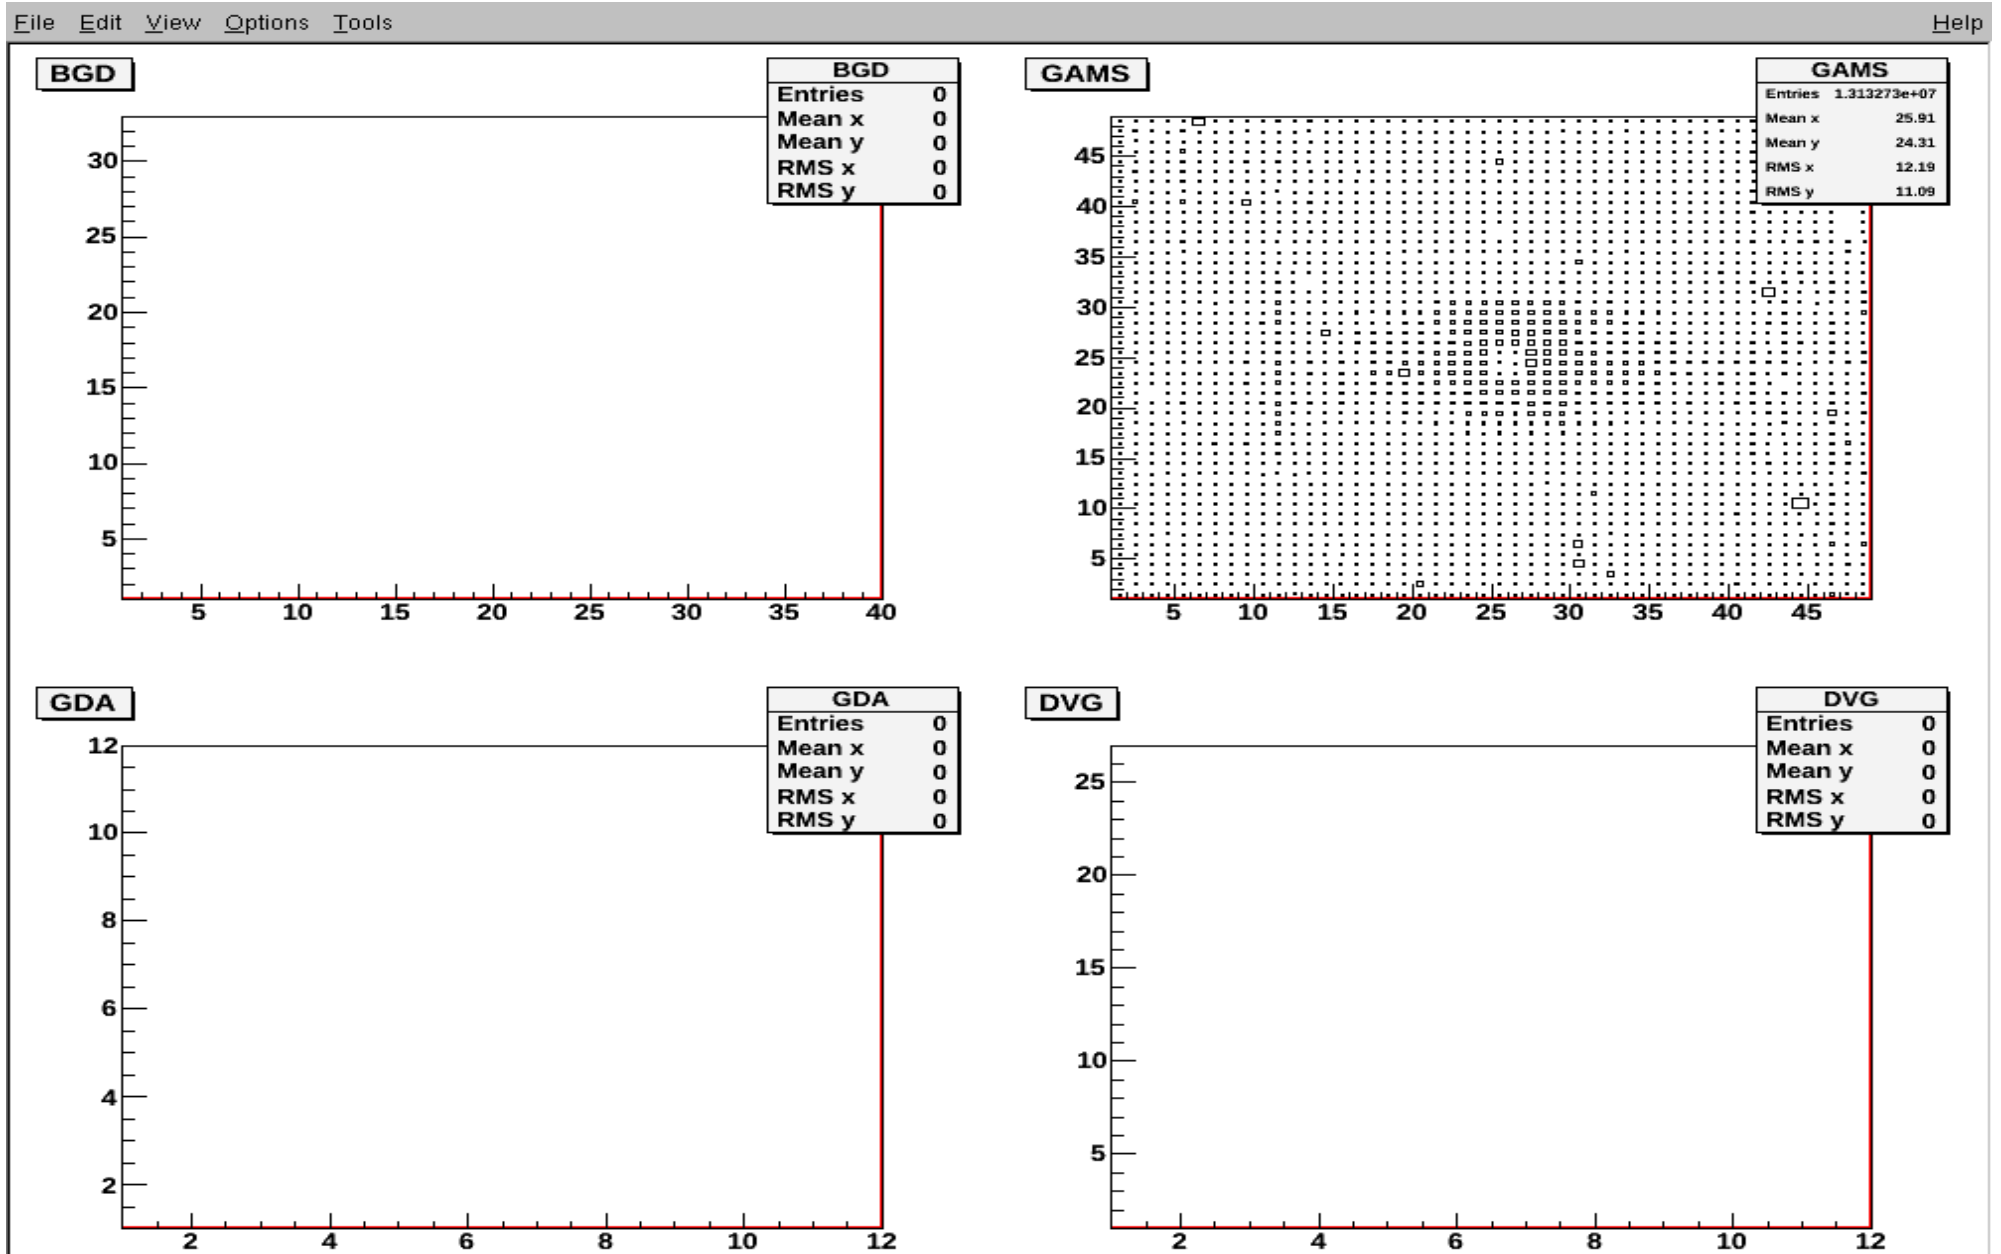 File Edit View Options Tools Help
BGD
BGD
Entries 0
Mean x 0
Mean y 0
RMS x 0
RMS y 0
30
25
20
15
10
5
5 10 15 20 25 30 35 40
GAMS
GAMS
Entries 1.313273e+07
Mean x 25.91
Mean y 24.31
RMS x 12.19
RMS y 11.09
45
40
35
30
25
20
15
10
5
5 10 15 20 25 30 35 40 45
GDA
GDA
Entries 0
Mean x 0
Mean y 0
RMS x 0
RMS y 0
12
10
8
6
4
2
2 4 6 8 10 12
DVG
DVG
Entries 0
Mean x 0
Mean y 0
RMS x 0
RMS y 0
25
20
15
10
5
2 4 6 8 10 12